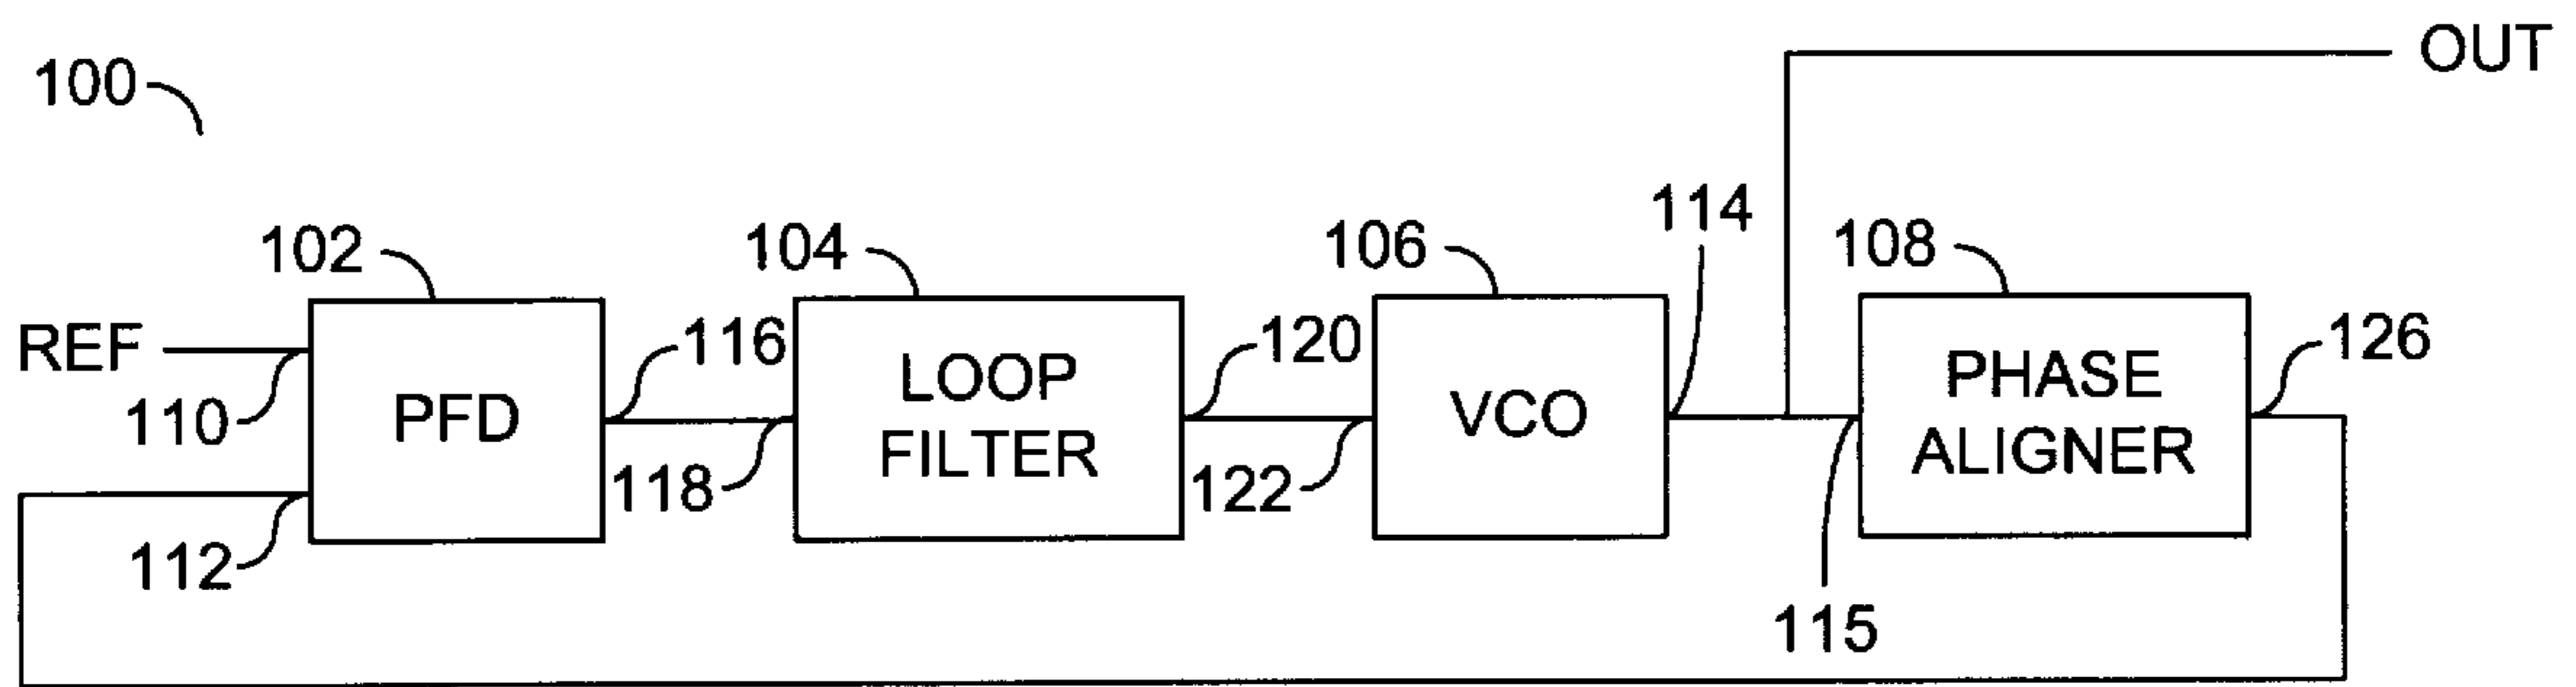 OUT
100
114
102
104
106
108
REF
116
120
126
110
PFD
LOOP
FILTER
VCO
PHASE
ALIGNER
118
122
112
115